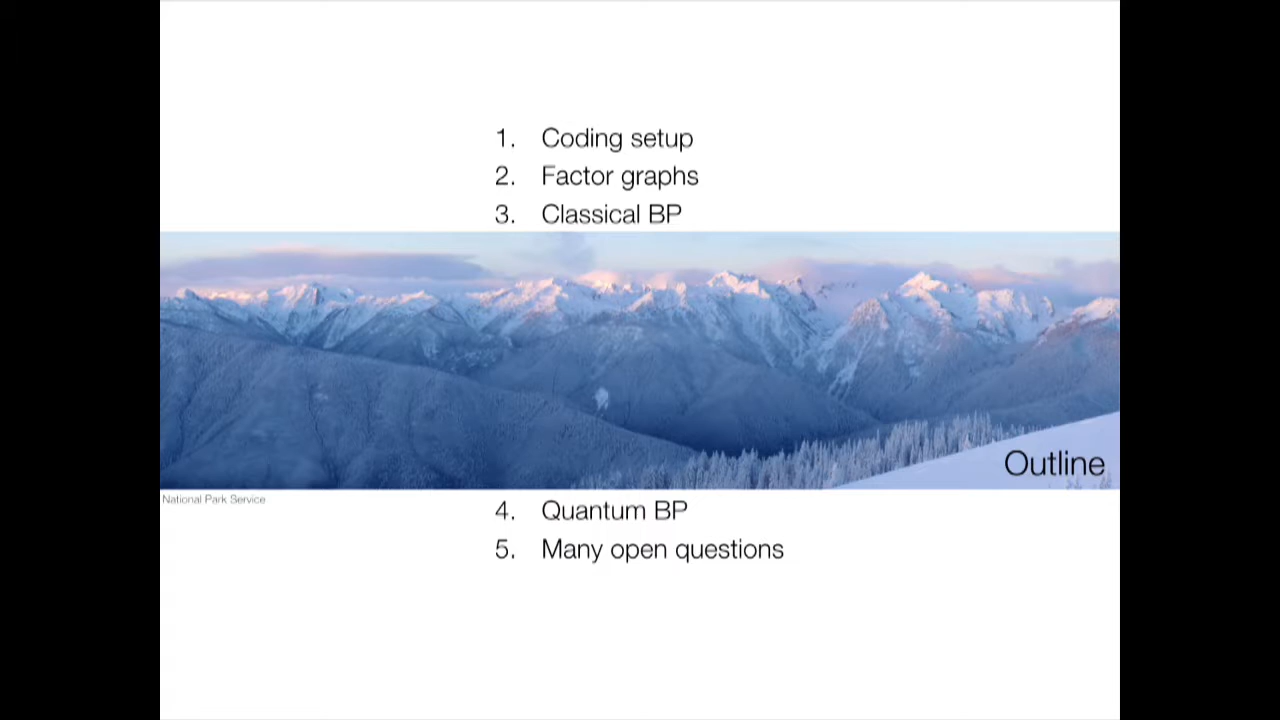 1. Coding setup
2. Factor graphs
3. Classical BP
Outline
National Park Service
4. Quantum BP
5. Many open questions